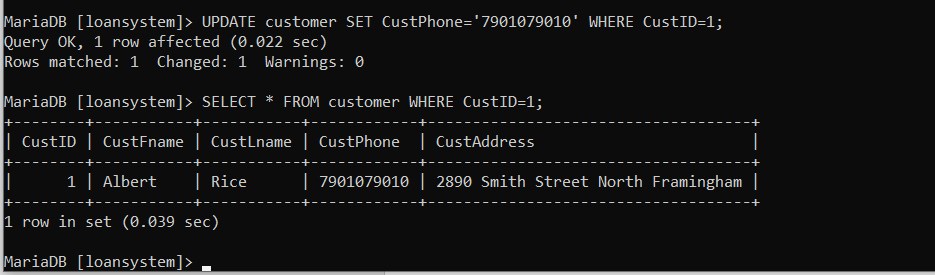 MariaDB [loansystem]> UPDATE customer SET CustPhone='7901079010' WHERE CustID=1;
Query OK, 1 row affected (0.022 sec)
Rows matched: 1  Changed: 1  Warnings: 0
MariaDB [loansystem]> SELECT * FROM customer WHERE CustID=1;
+--------+-----------+-----------+------------+-----------------------------------+
| CustID | CustFname | CustLname | CustPhone  | CustAddress                       |
+--------+-----------+-----------+------------+-----------------------------------+
|      1 | Albert    | Rice      | 7901079010 | 2890 Smith Street North Framingham |
+--------+-----------+-----------+------------+-----------------------------------+
1 row in set (0.039 sec)
MariaDB [loansystem]>